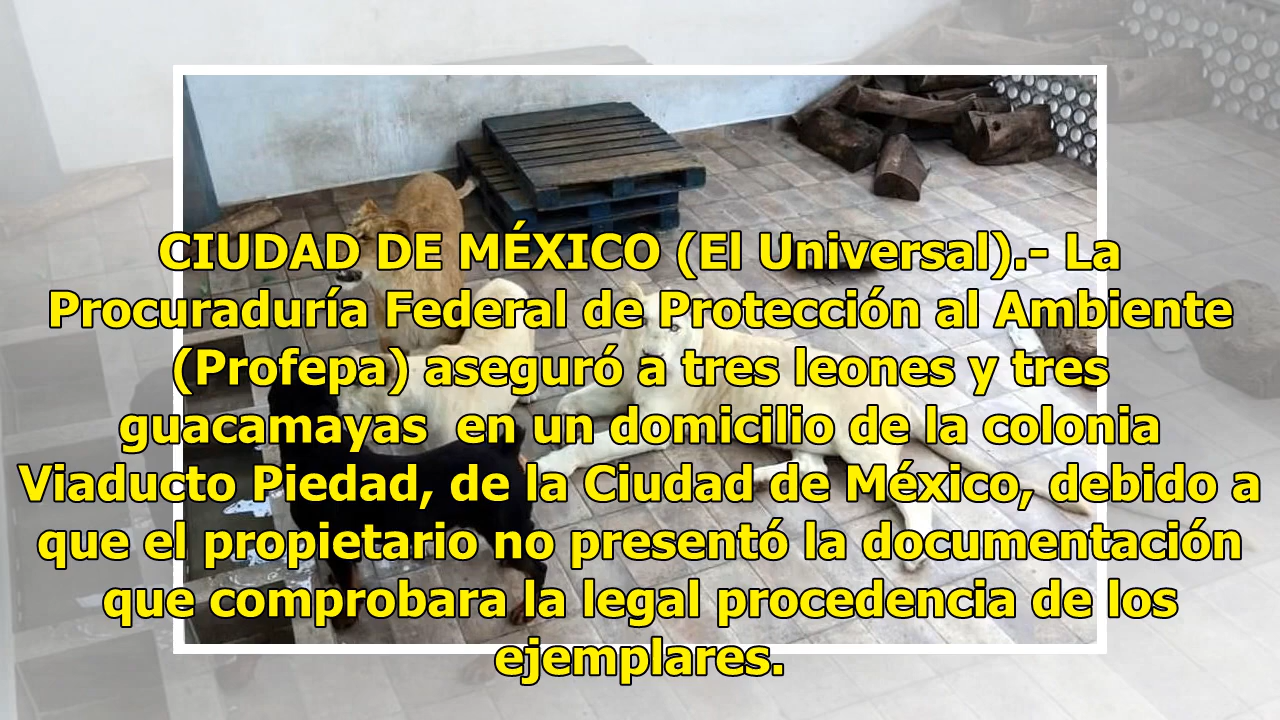 CIUDAD DE MÉXICO (El Universal).- La
Procuraduría Federal de Protección al Ambiente
(Profepa) aseguró a tres leones y tres
guacamayas  en un domicilio de la colonia
Viaducto Piedad, de la Ciudad de México, debido a
que el propietario no presentó la documentación
que comprobara la legal procedencia de los
ejemplares.